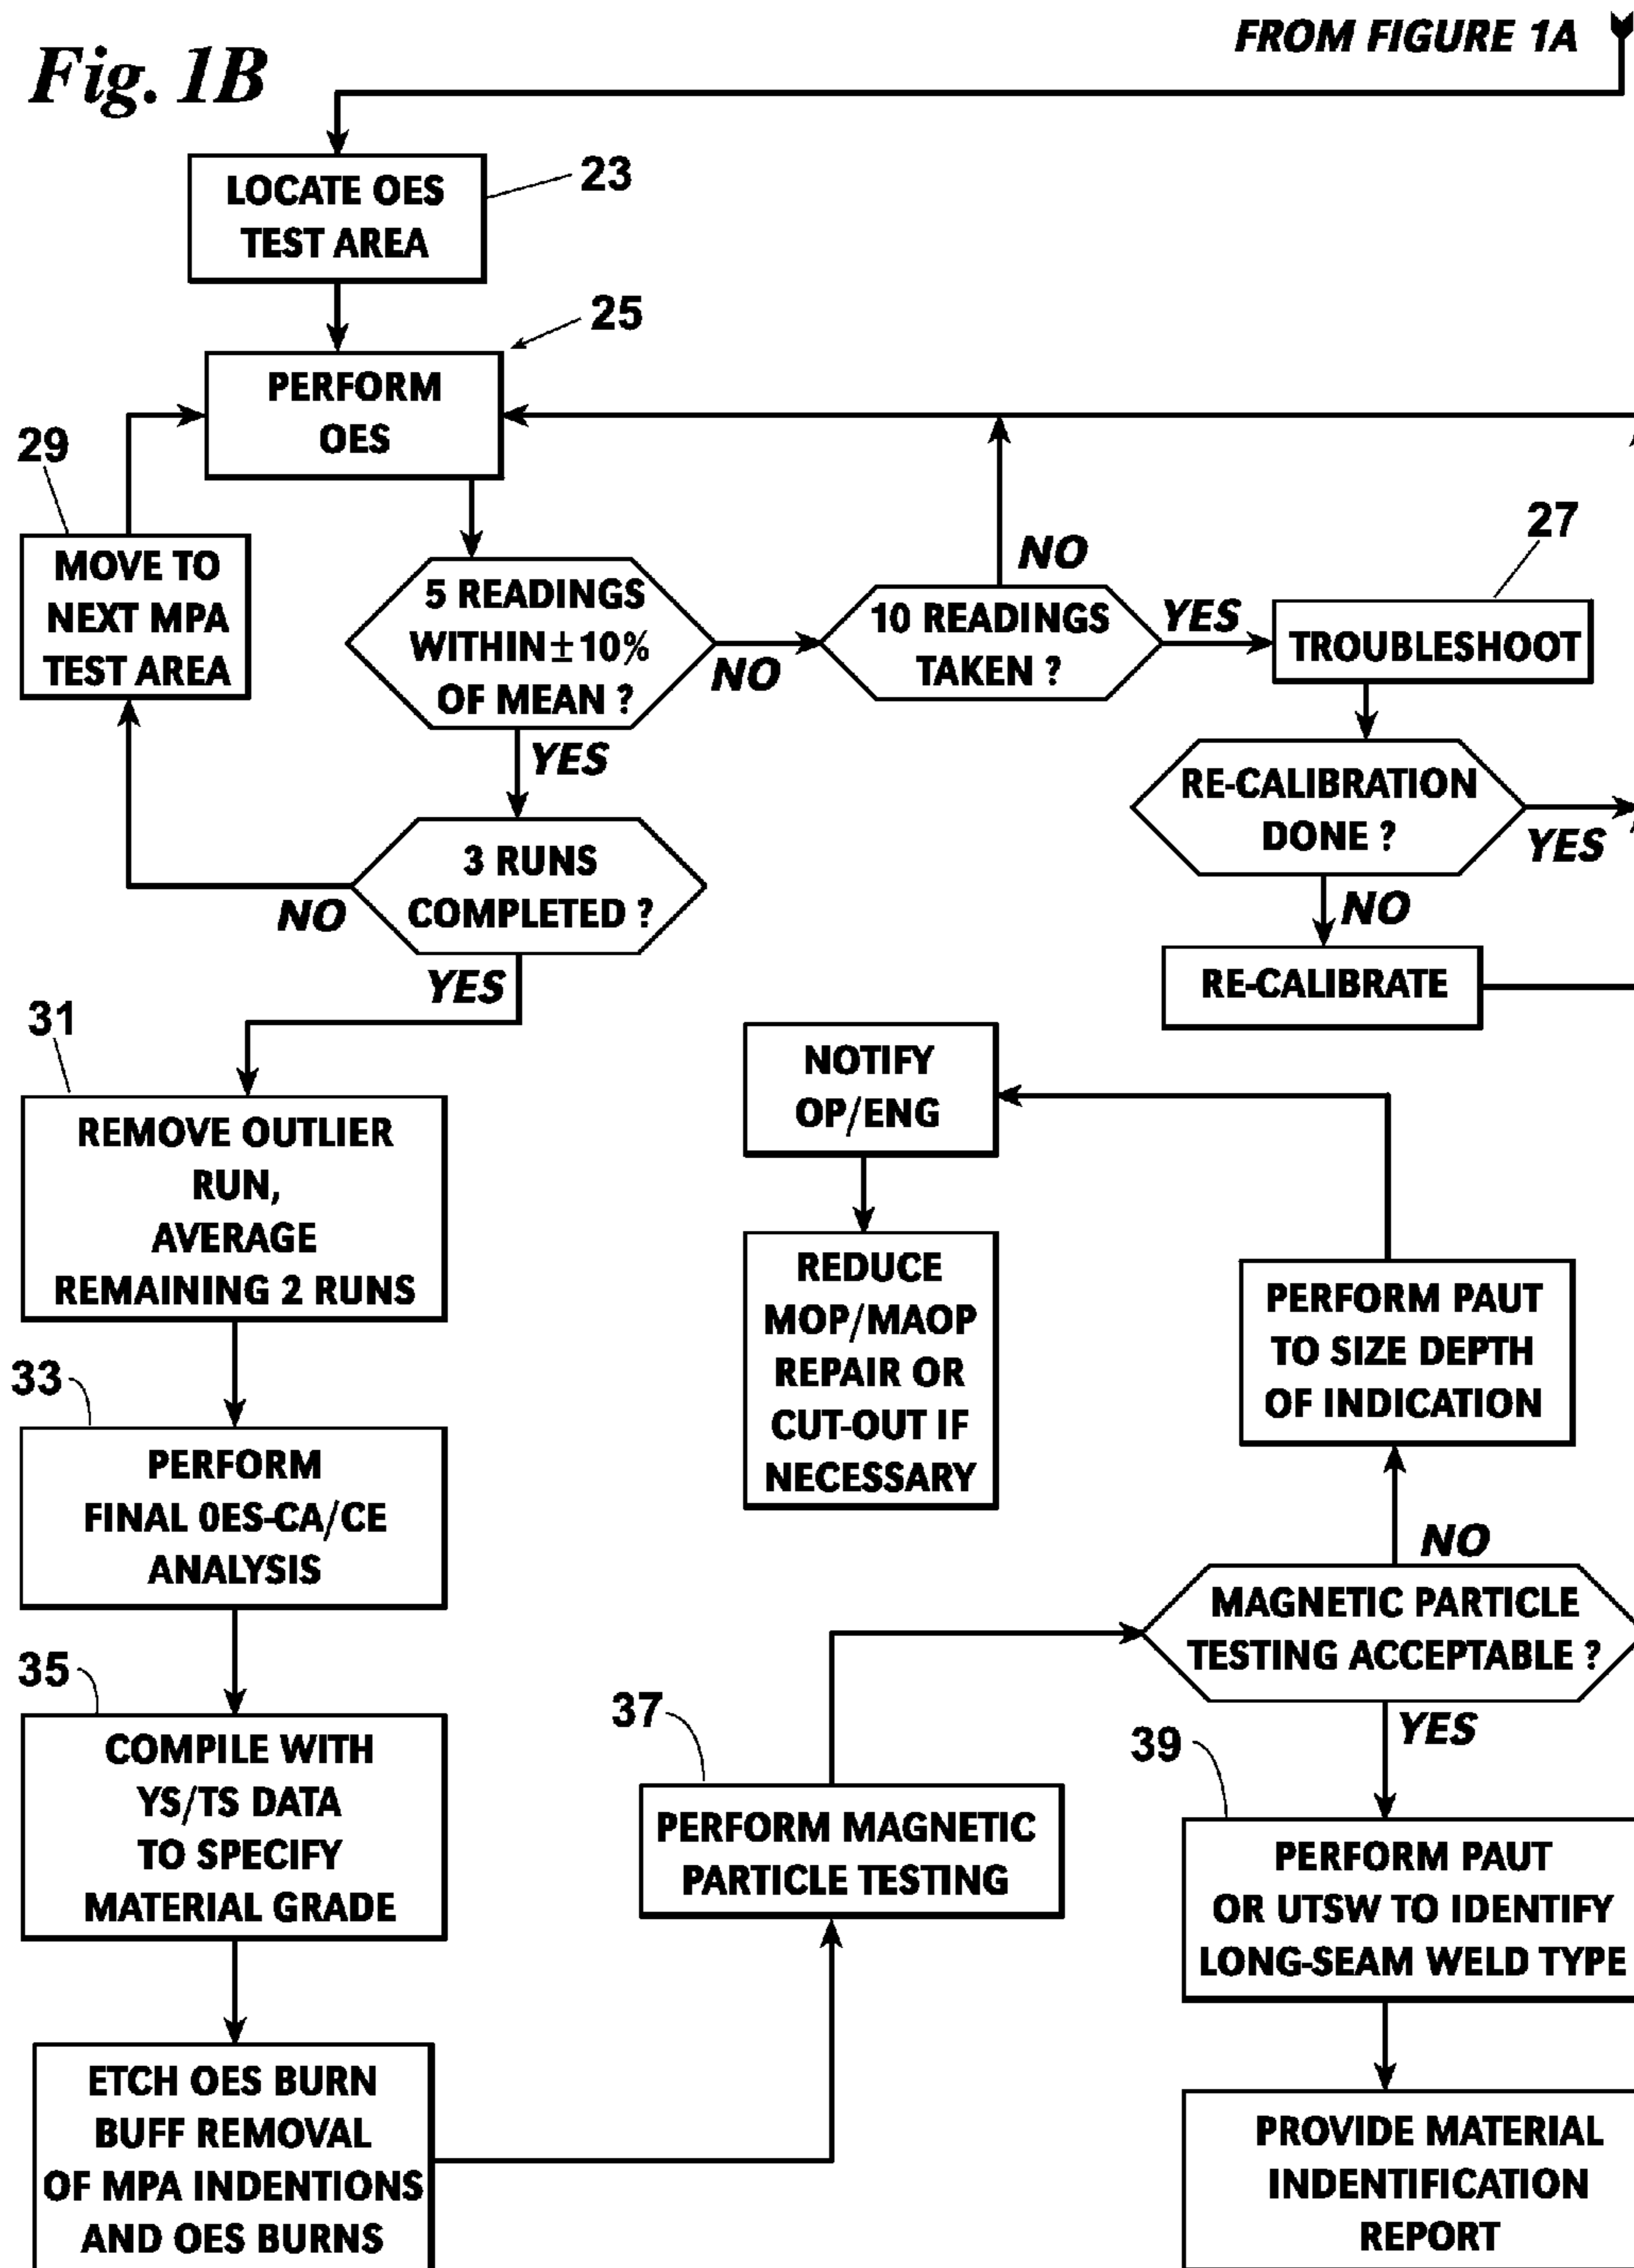 FROM FIGURE 1A
Fig. 1B
LOCATE OES
TEST AREA
23
25
PERFORM
OES
29
MOVE TO
NEXT MPA
TEST AREA
5 READINGS
WITHIN ± 10%
OF MEAN ?
NO
YES
10 READINGS
TAKEN ?
NO
YES
27
TROUBLESHOOT
RE-CALIBRATION
DONE ?
YES
NO
RE-CALIBRATE
3 RUNS
COMPLETED ?
NO
YES
31
REMOVE OUTLIER
RUN,
AVERAGE
REMAINING 2 RUNS
33
PERFORM
FINAL 0ES-CA/CE
ANALYSIS
35
COMPILE WITH
YS/TS DATA
TO SPECIFY
MATERIAL GRADE
ETCH OES BURN
BUFF REMOVAL
OF MPA INDENTIONS
AND OES BURNS
37
PERFORM MAGNETIC
PARTICLE TESTING
MAGNETIC PARTICLE
TESTING ACCEPTABLE ?
NO
YES
PERFORM PAUT
TO SIZE DEPTH
OF INDICATION
NOTIFY
OP/ENG
REDUCE
MOP/MAOP
REPAIR OR
CUT-OUT IF
NECESSARY
39
PERFORM PAUT
OR UTSW TO IDENTIFY
LONG-SEAM WELD TYPE
PROVIDE MATERIAL
INDENTIFICATION
REPORT